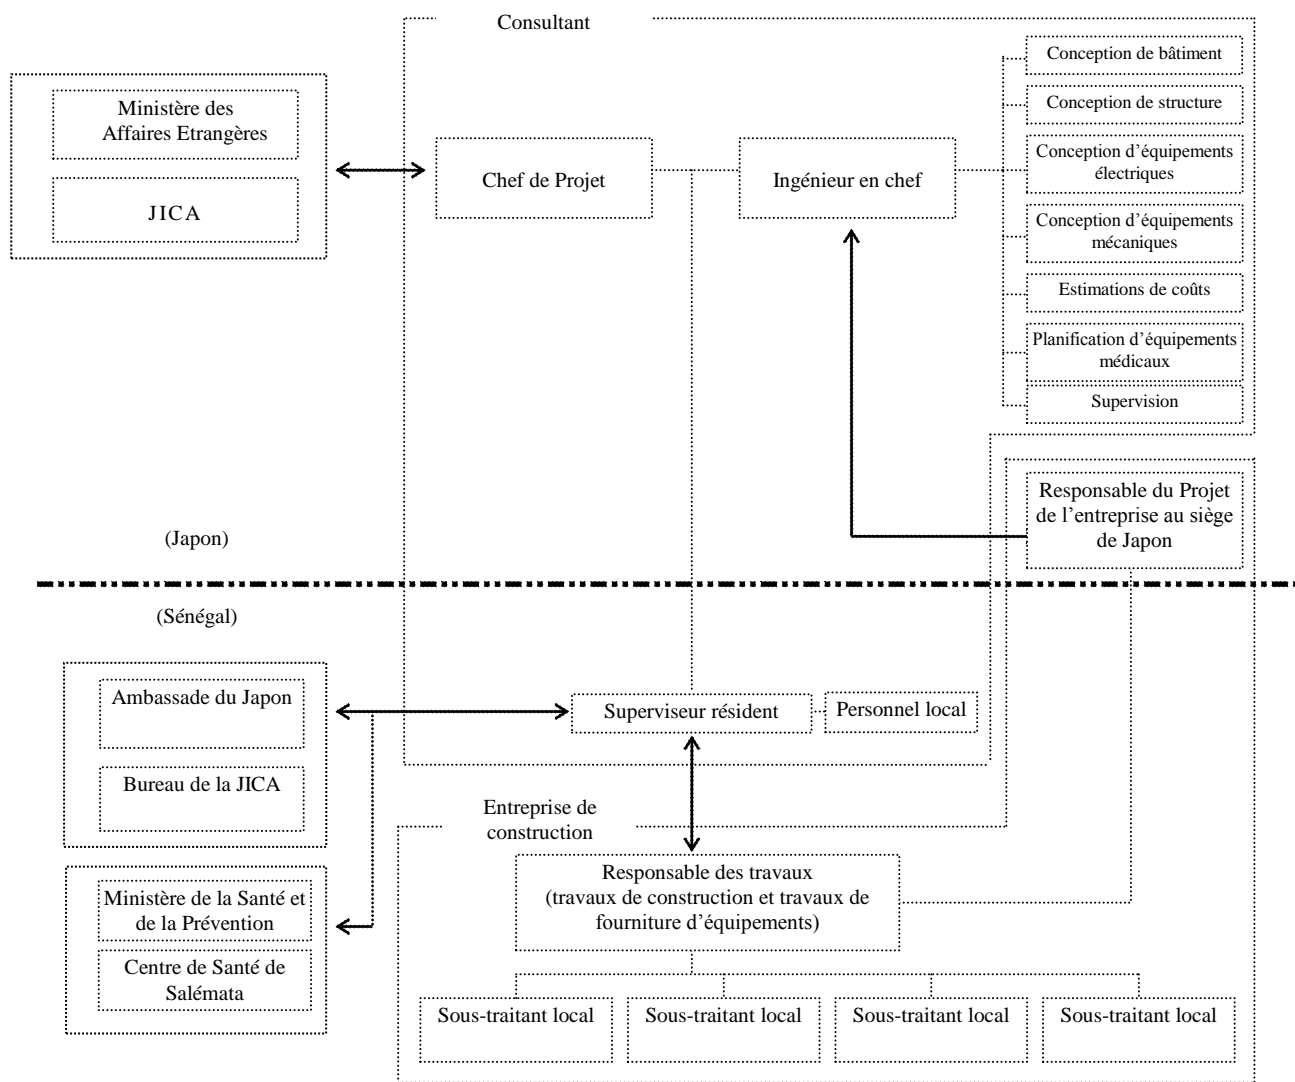 Consultant
Ministère des
Affaires Etrangères
JICA
Chef de Projet
Ingénieur en chef
Conception de bâtiment
Conception de structure
Conception d’équipements
électriques
Conception d’équipements
mécaniques
Estimations de coûts
Planification d’équipements
médicaux
Supervision
Responsable du Projet
de l’entreprise au siège
de Japon
(Japon)
(Sénégal)
Ambassade du Japon
Bureau de la JICA
Superviseur résident
Personnel local
Ministère de la Santé et
de la Prévention
Centre de Santé de
Salémata
Entreprise de
construction
Responsable des travaux
(travaux de construction et travaux de
fourniture d’équipements)
Sous-traitant local
Sous-traitant local
Sous-traitant local
Sous-traitant local